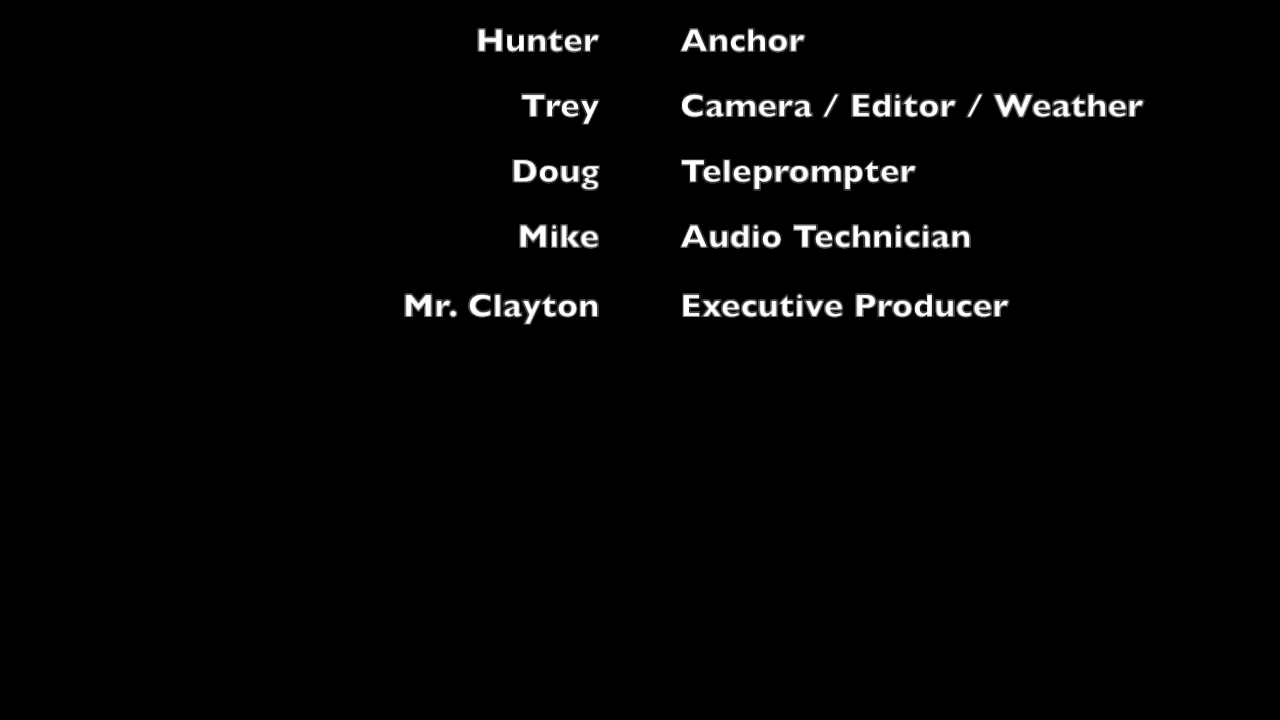 Hunter Anchor
Trey Camera / Editor / Weather
Doug Teleprompter
Mike Audio Technician
Mr. Clayton Executive Producer